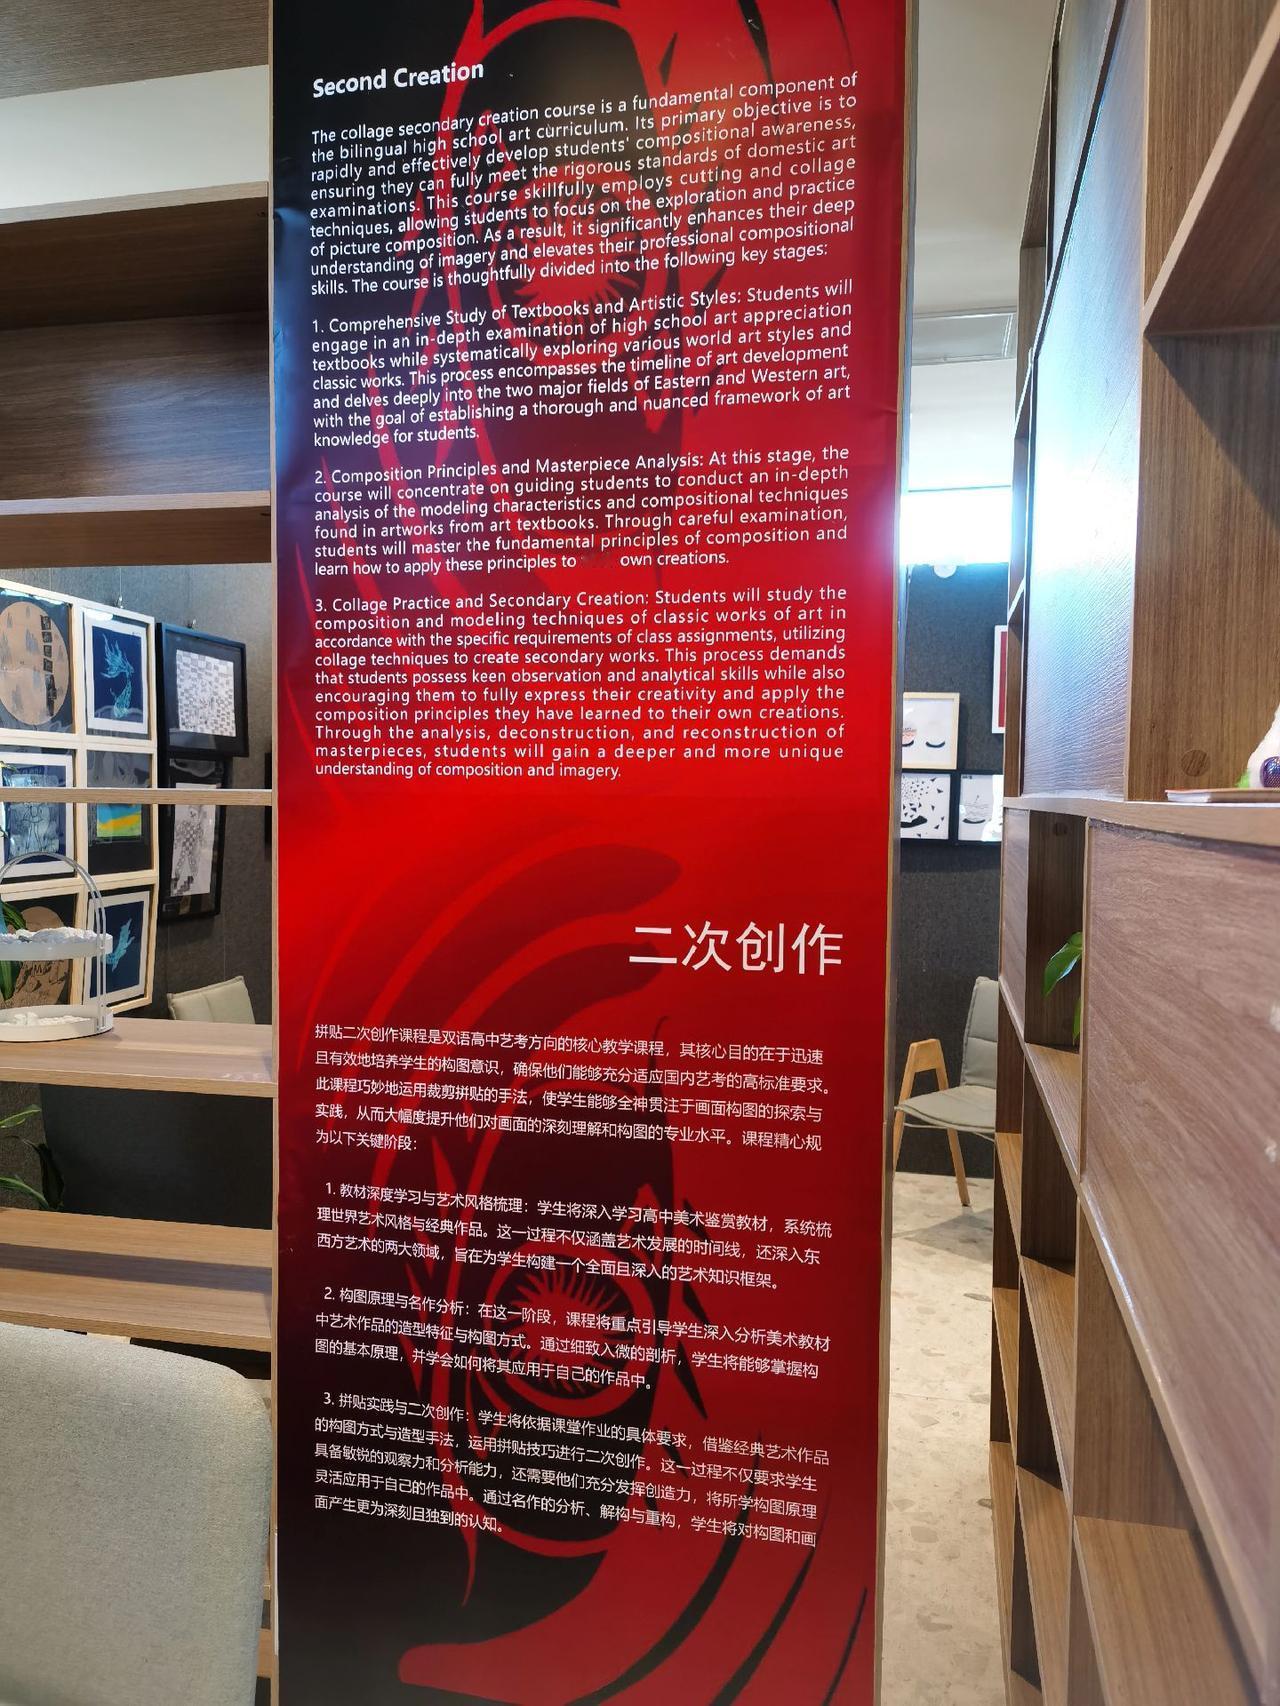 Second Creation
The collage secondary creation course is a fundamental component of
the bilingual high school art curriculum. Its primary objective is to
rapidly and effectively develop students' compositional awareness,
ensuring they can fully meet the rigorous standards of domestic art
examinations. This course skillfully employs cutting and collage
techniques, allowing students to focus on the exploration and practice
of picture composition. As a result, it significantly enhances their deep
understanding of imagery and elevates their professional compositional
skills. The course is thoughtfully divided into the following key stages:
1. Comprehensive Study of Textbooks and Artistic Styles: Students will
engage in an in-depth examination of high school art appreciation
textbooks while systematically exploring various world art styles and
classic works. This process encompasses the timeline of art development
and delves deeply into the two major fields of Eastern and Western art,
with the goal of establishing a thorough and nuanced framework of art
knowledge for students.
2. Composition Principles and Masterpiece Analysis: At this stage, the
course will concentrate on guiding students to conduct an in-depth
analysis of the modeling characteristics and compositional techniques
found in artworks from art textbooks. Through careful examination,
students will master the fundamental principles of composition and
learn how to apply these principles to own creations.
3. Collage Practice and Secondary Creation: Students will study the
composition and modeling techniques of classic works of art in
accordance with the specific requirements of class assignments, utilizing
collage techniques to create secondary works. This process demands
that students possess keen observation and analytical skills while also
encouraging them to fully express their creativity and apply the
composition principles they have learned to their own creations.
Through the analysis, deconstruction, and reconstruction of
masterpieces, students will gain a deeper and more unique
understanding of composition and imagery.
二次创作
拼贴二次创作课程是双语高中艺考方向的核心教学课程，其核心目的在于迅速
且有效地培养学生的构图意识，确保他们能够充分适应国内艺考的高标准要求。
此课程巧妙地运用裁剪拼贴的手法，使学生能够全神贯注于画面构图的探索与
实践，从而大幅度提升他们对画面的深刻理解和构图的专业水平。课程精心规
为以下关键阶段：
1. 教材深度学习与艺术风格梳理：学生将深入学习高中美术鉴赏教材，系统梳
理世界艺术风格与经典作品。这一过程不仅涵盖艺术发展的时间线，还深入东
西方艺术的两大领域，旨在为学生构建一个全面且深入的艺术知识框架。
2. 构图原理与名作分析：在这一阶段，课程将重点引导学生深入分析美术教材
中艺术作品的造型特征与构图方式。通过细致入微的剖析，学生将能够掌握构
图的基本原理，并学会如何将其应用于自己的作品中。
3. 拼贴实践与二次创作：学生将依据课堂作业的具体要求，借鉴经典艺术作品
的构图方式与造型手法，运用拼贴技巧进行二次创作。这一过程不仅要求学生
具备敏锐的观察力和分析能力，还需要他们充分发挥创造力，将所学构图原理
灵活应用于自己的作品中。通过名作的分析、解构与重构，学生将对构图和画
面产生更为深刻且独到的认知。